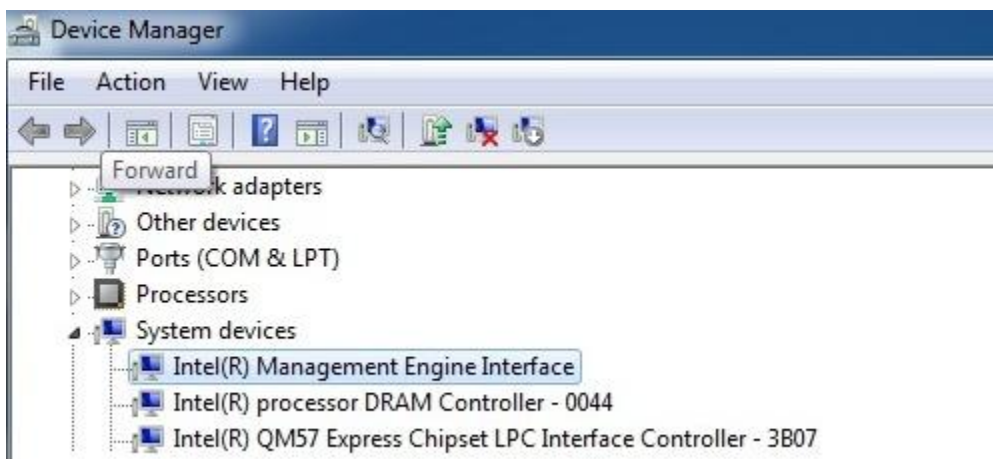 Device Manager
File Action View Help
Forward
Network adapters
Other devices
Ports (COM & LPT)
Processors
System devices
Intel(R) Management Engine Interface
Intel(R) processor DRAM Controller - 0044
Intel(R) QM57 Express Chipset LPC Interface Controller - 3B07